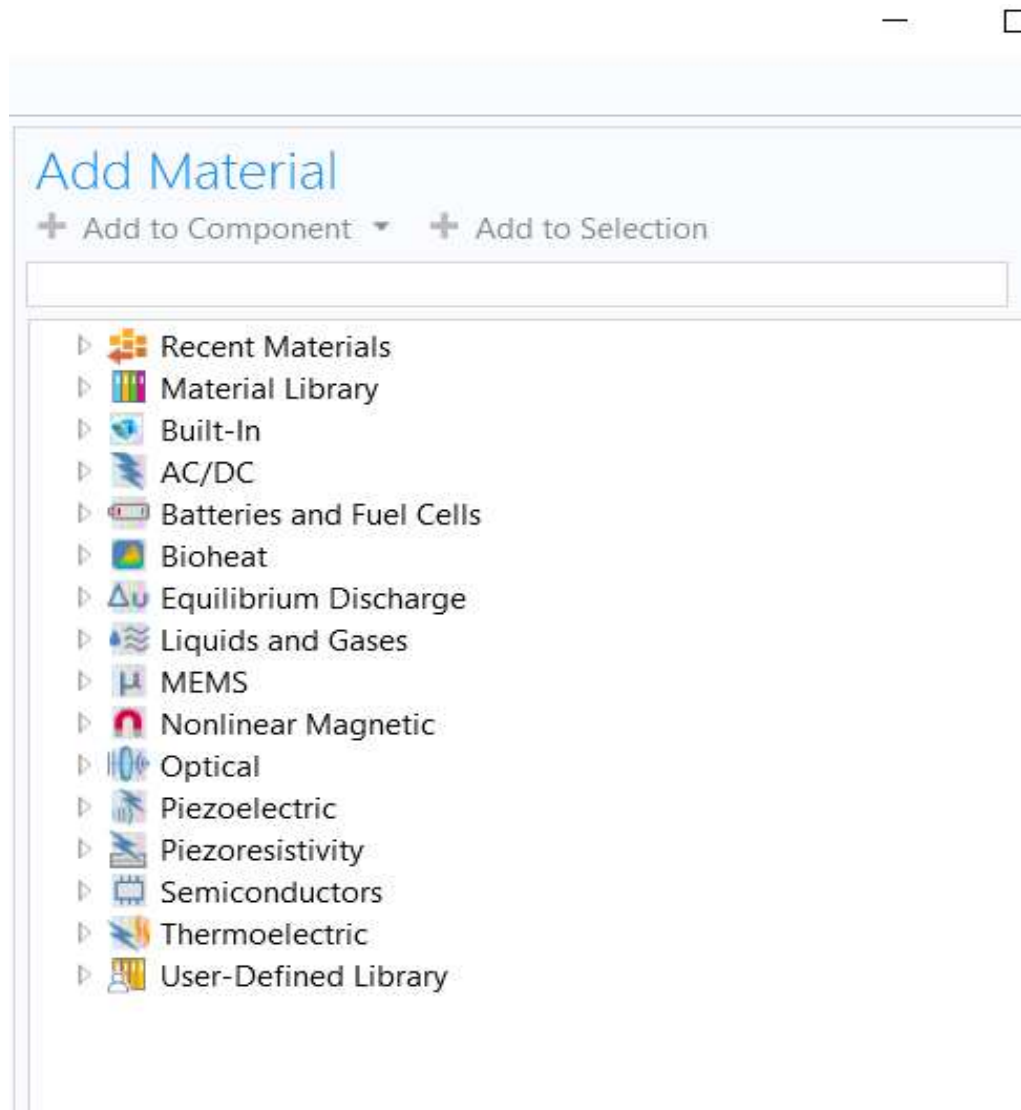 Add Material
Add to Component Add to Selection
Recent Materials
Material Library
Built-In
AC/DC
Batteries and Fuel Cells
Bioheat
Δυ Equilibrium Discharge
Liquids and Gases
μ MEMS
Nonlinear Magnetic
Optical
Piezoelectric
Piezoresistivity
Semiconductors
Thermoelectric
User-Defined Library